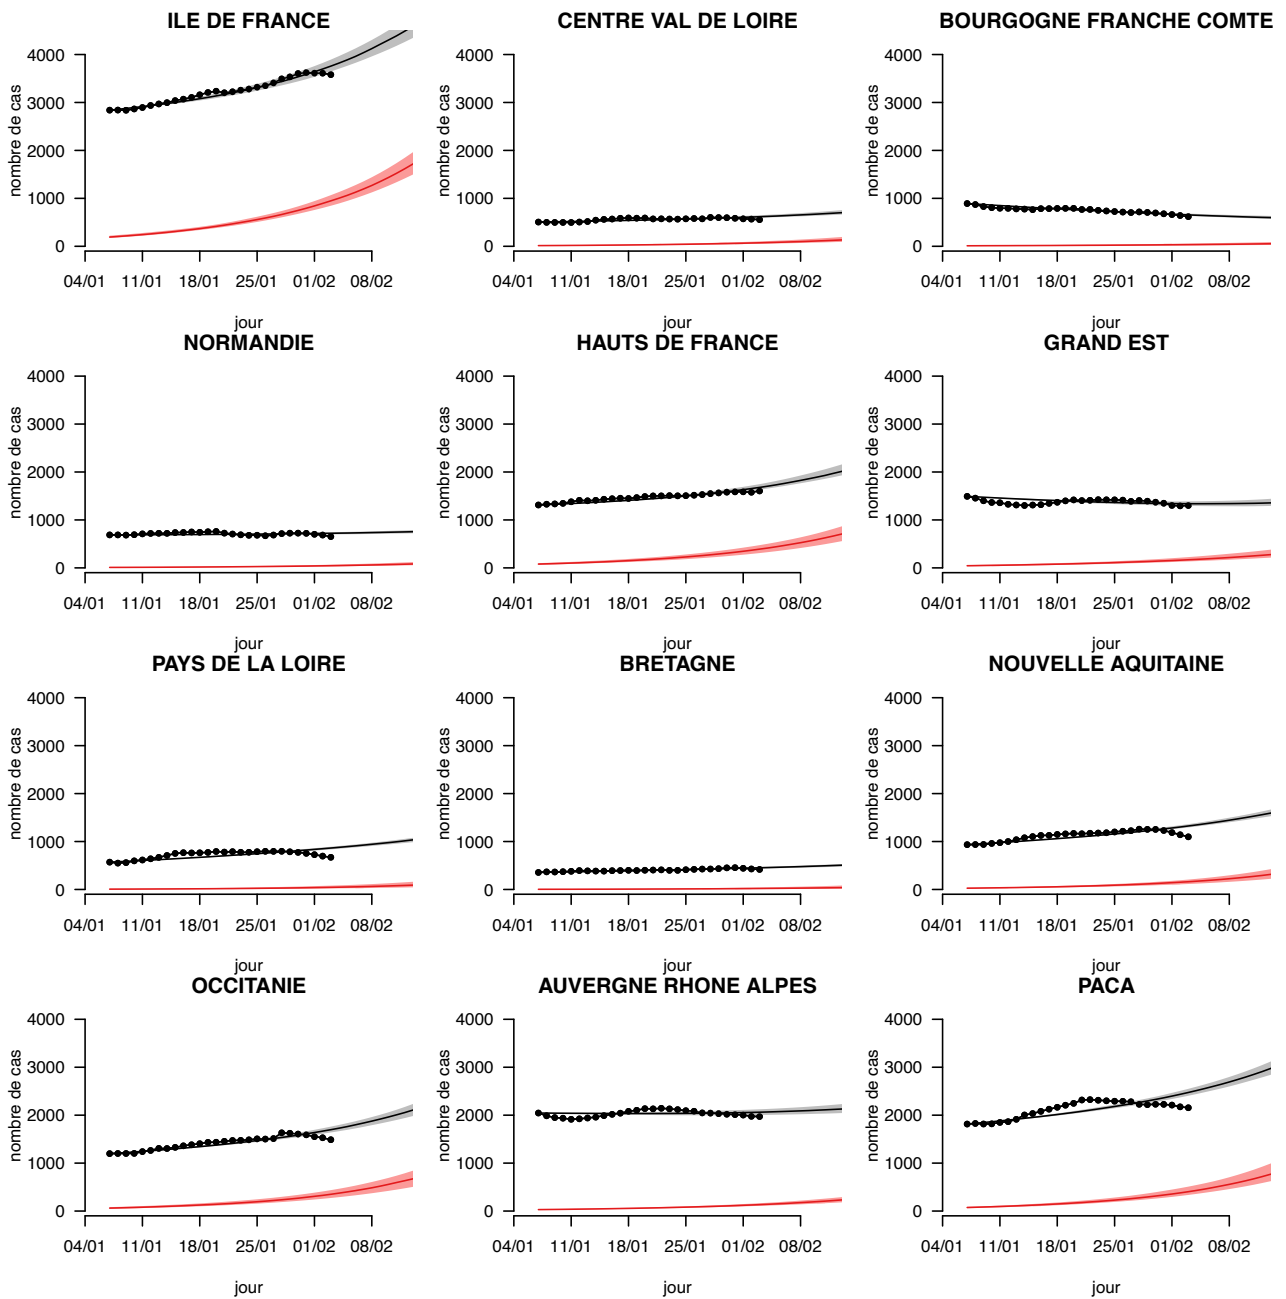 ILE DE FRANCE
nombre de cas
4000
3000
2000
1000
0
04/01 11/01 18/01 25/01 01/02 08/02
jour
CENTRE VAL DE LOIRE
nombre de cas
4000
3000
2000
1000
0
04/01 11/01 18/01 25/01 01/02 08/02
jour
BOURGOGNE FRANCHE COMTE
nombre de cas
4000
3000
2000
1000
0
04/01 11/01 18/01 25/01 01/02 08/02
jour
NORMANDIE
nombre de cas
4000
3000
2000
1000
0
04/01 11/01 18/01 25/01 01/02 08/02
jour
HAUTS DE FRANCE
nombre de cas
4000
3000
2000
1000
0
04/01 11/01 18/01 25/01 01/02 08/02
jour
GRAND EST
nombre de cas
4000
3000
2000
1000
0
04/01 11/01 18/01 25/01 01/02 08/02
jour
PAYS DE LA LOIRE
nombre de cas
4000
3000
2000
1000
0
04/01 11/01 18/01 25/01 01/02 08/02
jour
BRETAGNE
nombre de cas
4000
3000
2000
1000
0
04/01 11/01 18/01 25/01 01/02 08/02
jour
NOUVELLE AQUITAINE
nombre de cas
4000
3000
2000
1000
0
04/01 11/01 18/01 25/01 01/02 08/02
jour
OCCITANIE
nombre de cas
4000
3000
2000
1000
0
04/01 11/01 18/01 25/01 01/02 08/02
jour
AUVERGNE RHONE ALPES
nombre de cas
4000
3000
2000
1000
0
04/01 11/01 18/01 25/01 01/02 08/02
jour
PACA
nombre de cas
4000
3000
2000
1000
0
04/01 11/01 18/01 25/01 01/02 08/02
jour